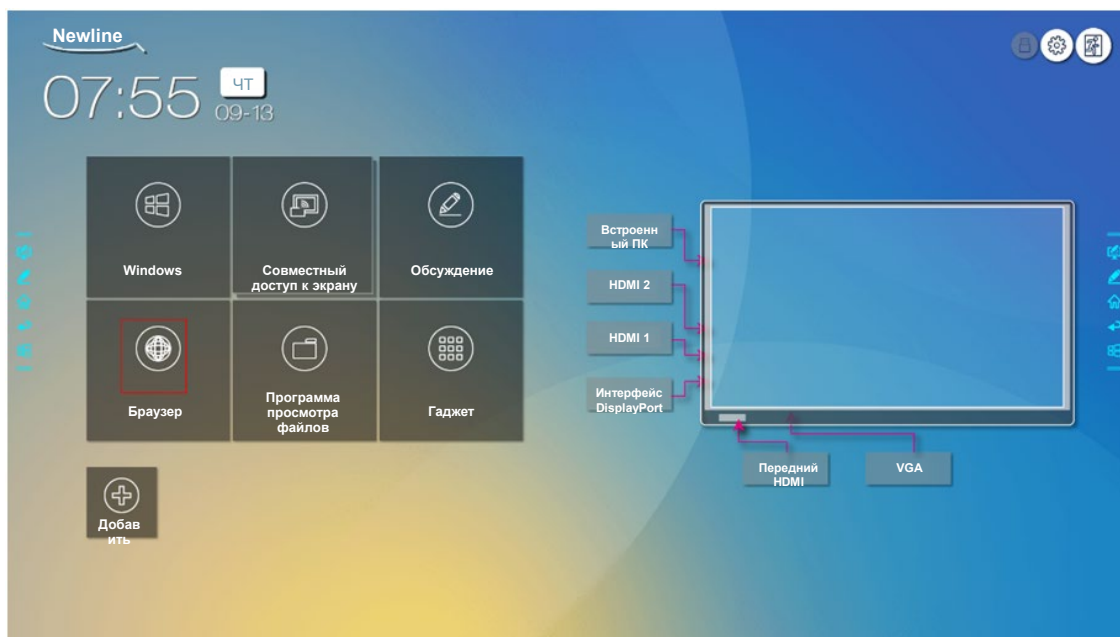 Newline
07:55
ЧТ
09-13
Windows
Совместный
доступ к экрану
Обсуждение
Браузер
Программа
просмотра
файлов
Гаджет
Добав
ить
Встроенн
ый ПК
HDMI 2
HDMI 1
Интерфейс
DisplayPort
Передний
HDMI
VGA